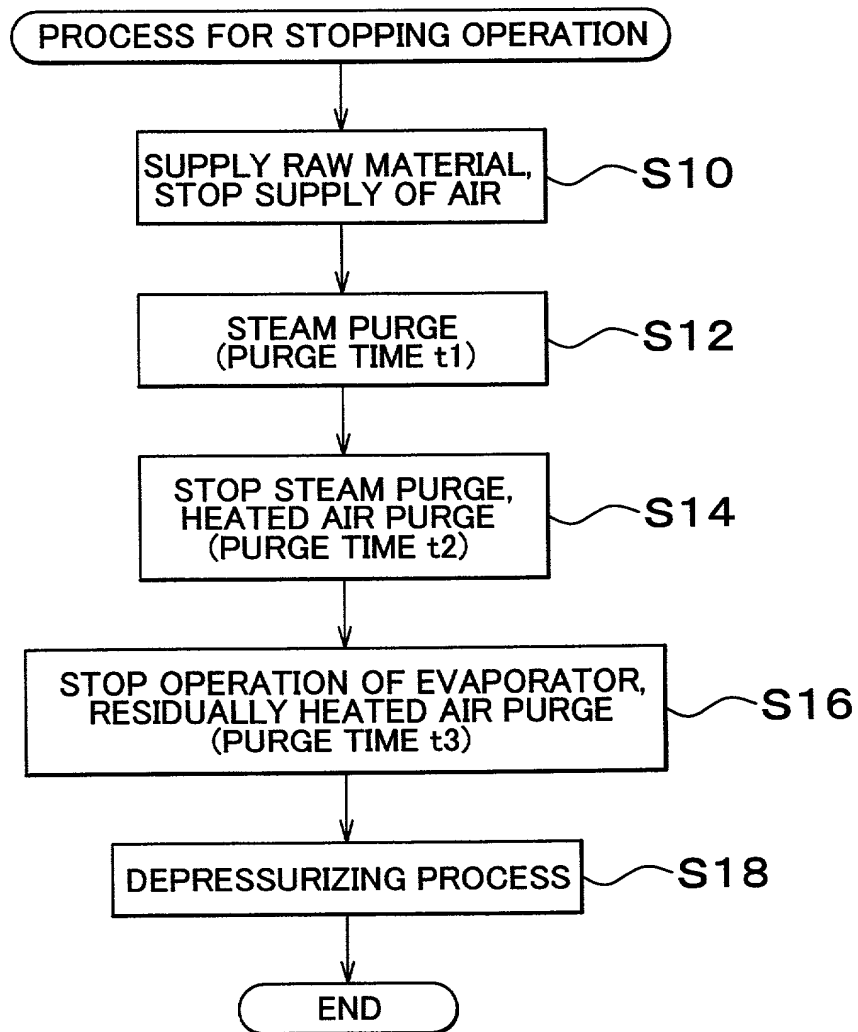 PROCESS FOR STOPPING OPERATION
SUPPLY RAW MATERIAL,
STOP SUPPLY OF AIR
S10
STEAM PURGE
(PURGE TIME t1)
S12
STOP STEAM PURGE,
HEATED AIR PURGE
(PURGE TIME t2)
S14
STOP OPERATION OF EVAPORATOR,
RESIDUALLY HEATED AIR PURGE
(PURGE TIME t3)
S16
DEPRESSURIZING PROCESS
S18
END